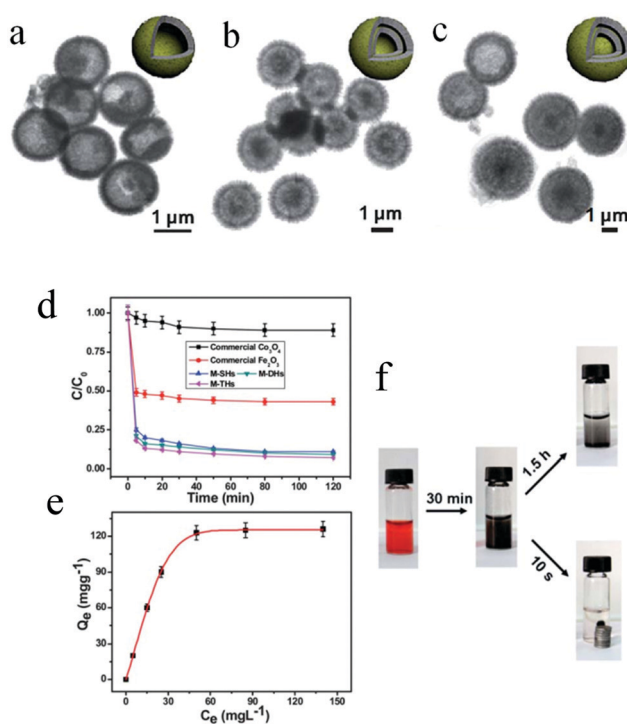 a
b
c
1 μm
1 μm
1 μm
d
C/C₀
1.00
0.75
0.50
0.25
0.00
Commercial Co₃O₄
Commercial Fe₂O₃
M-SHs M-DHs
M-THs
0 20 40 60 80 100 120
Time (min)
e
Qe (mgg⁻¹)
120
90
60
30
0
0 30 60 90 120 150
Cₑ (mgL⁻¹)
f
30 min
1.5 h
10 s